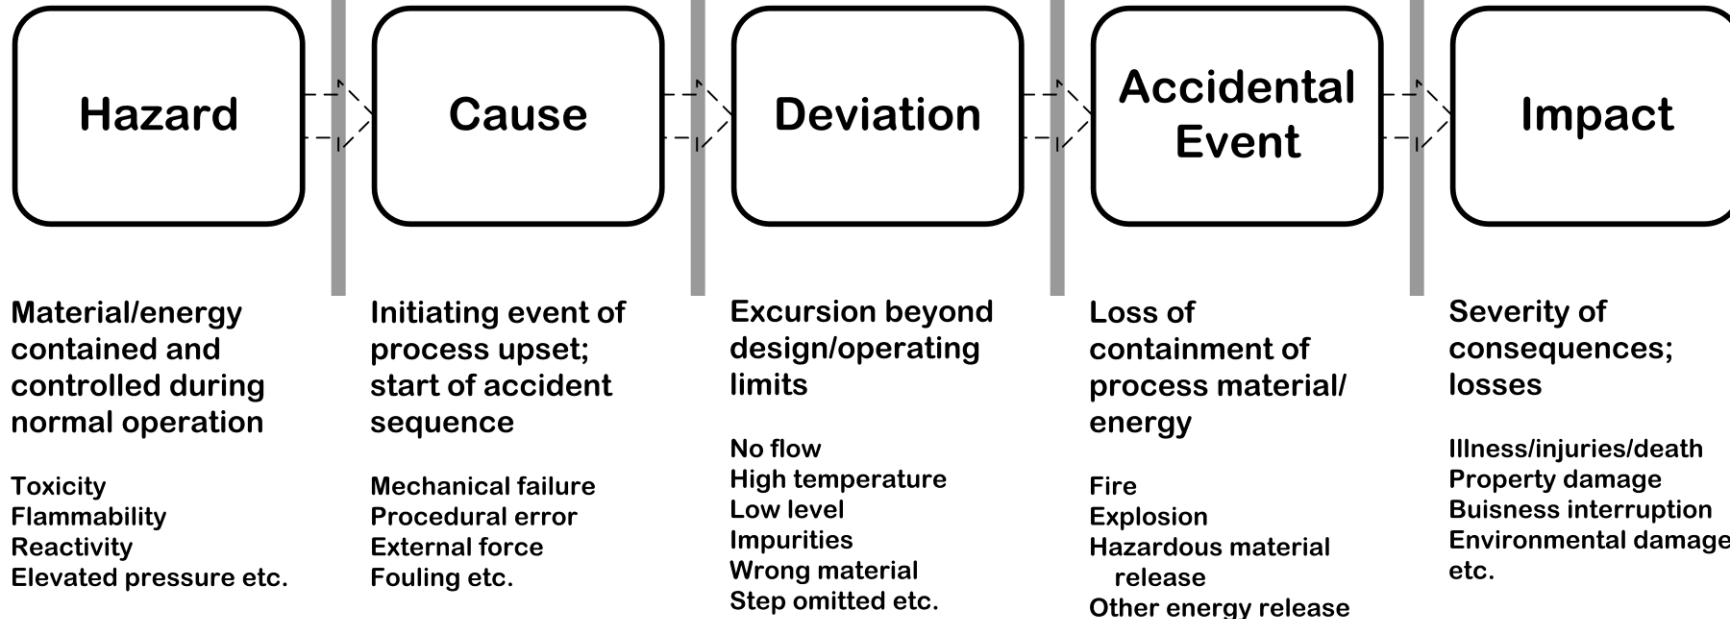 Hazard
Cause
Deviation
Accidental
Event
Impact
Material/energy
contained and
controlled during
normal operation
Toxicity
Flammability
Reactivity
Elevated pressure etc.
Initiating event of
process upset;
start of accident
sequence
Mechanical failure
Procedural error
External force
Fouling etc.
Excursion beyond
design/operating
limits
No flow
High temperature
Low level
Impurities
Wrong material
Step omitted etc.
Loss of
containment of
process material/
energy
Fire
Explosion
Hazardous material
release
Other energy release
Severity of
consequences;
losses
Illness/injuries/death
Property damage
Buisness interruption
Environmental damage
etc.